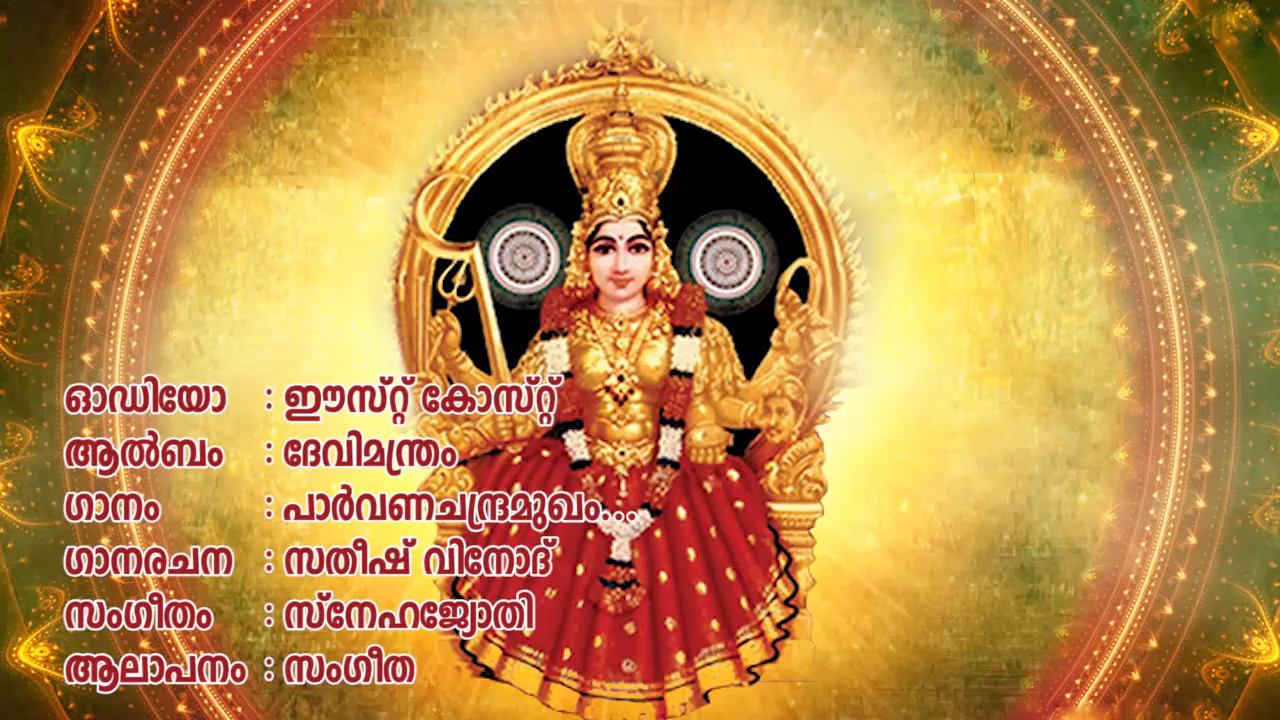 ഓഡിയോ : ഈസ്റ്റ് കോസ്റ്റ്
ആൽബം : ദേവിമന്ത്രം
ഗാനം : പാർവണചന്ദ്രമുഖം...
ഗാനരചന : സതീഷ് വിനോദ്
സംഗീതം : സ്നേഹജ്യോതി
ആലാപനം : സംഗീത